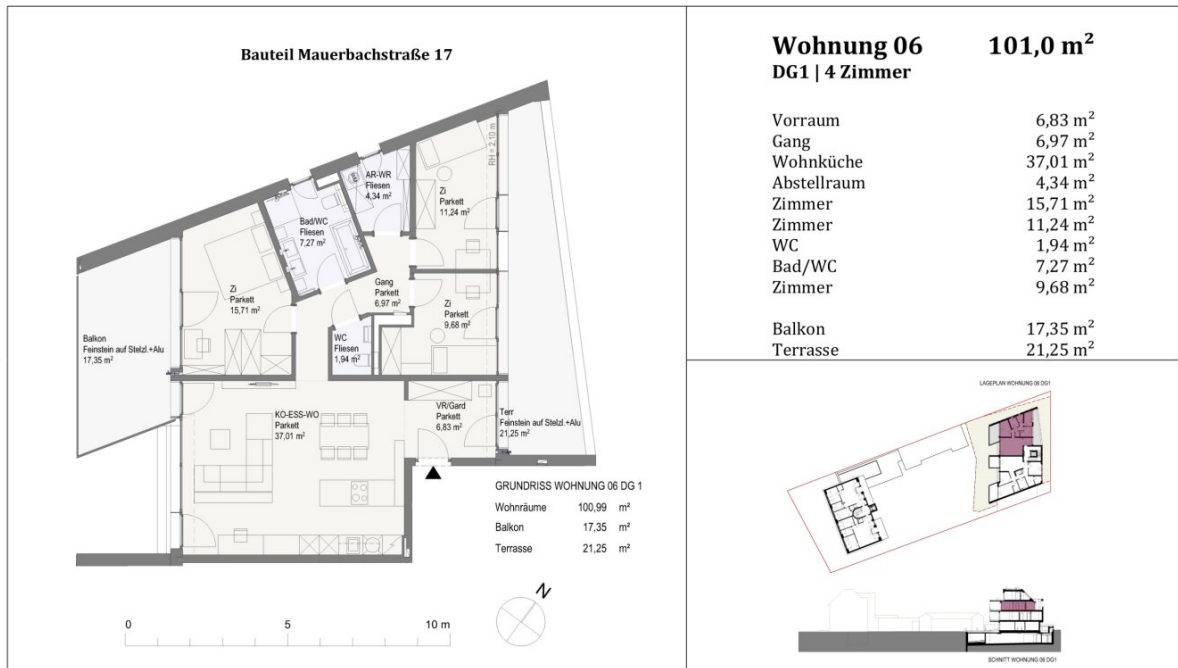 Bauteil Mauerbachstraße 17
RH = 2.10 m
AR-WR
Fliesen
4,34 m²
Zi
Parkett
11,24 m²
Bad/WC
Fliesen
7,27 m²
Zi
Parkett
15,71 m²
Gang
Parkett
6,97 m²
Zi
Parkett
9,68 m²
Balkon
Feinstein auf Stelzl.+Alu
17,35 m²
WC
Fliesen
1,94 m²
KO-ESS-WO
Parkett
37,01 m²
VR/Gard
Parkett
6,83 m²
Terr
Feinstein auf Stelzl.+Alu
21,25 m²
GRUNDRISS WOHNUNG 06 DG 1
Wohnräume 100,99 m²
Balkon 17,35 m²
Terrasse 21,25 m²
N
0 5 10 m
Wohnung 06 101,0 m²
DG1 | 4 Zimmer
Vorraum 6,83 m²
Gang 6,97 m²
Wohnküche 37,01 m²
Abstellraum 4,34 m²
Zimmer 15,71 m²
Zimmer 11,24 m²
WC 1,94 m²
Bad/WC 7,27 m²
Zimmer 9,68 m²
Balkon 17,35 m²
Terrasse 21,25 m²
LAGEPLAN WOHNUNG 06 DG1
SCHNITT WOHNUNG 06 DG1